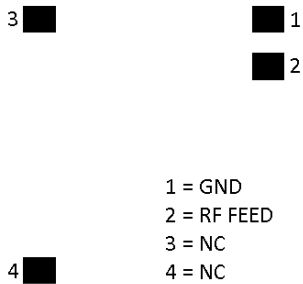 3
1
2
1 = GND
2 = RF FEED
3 = NC
4
4 = NC